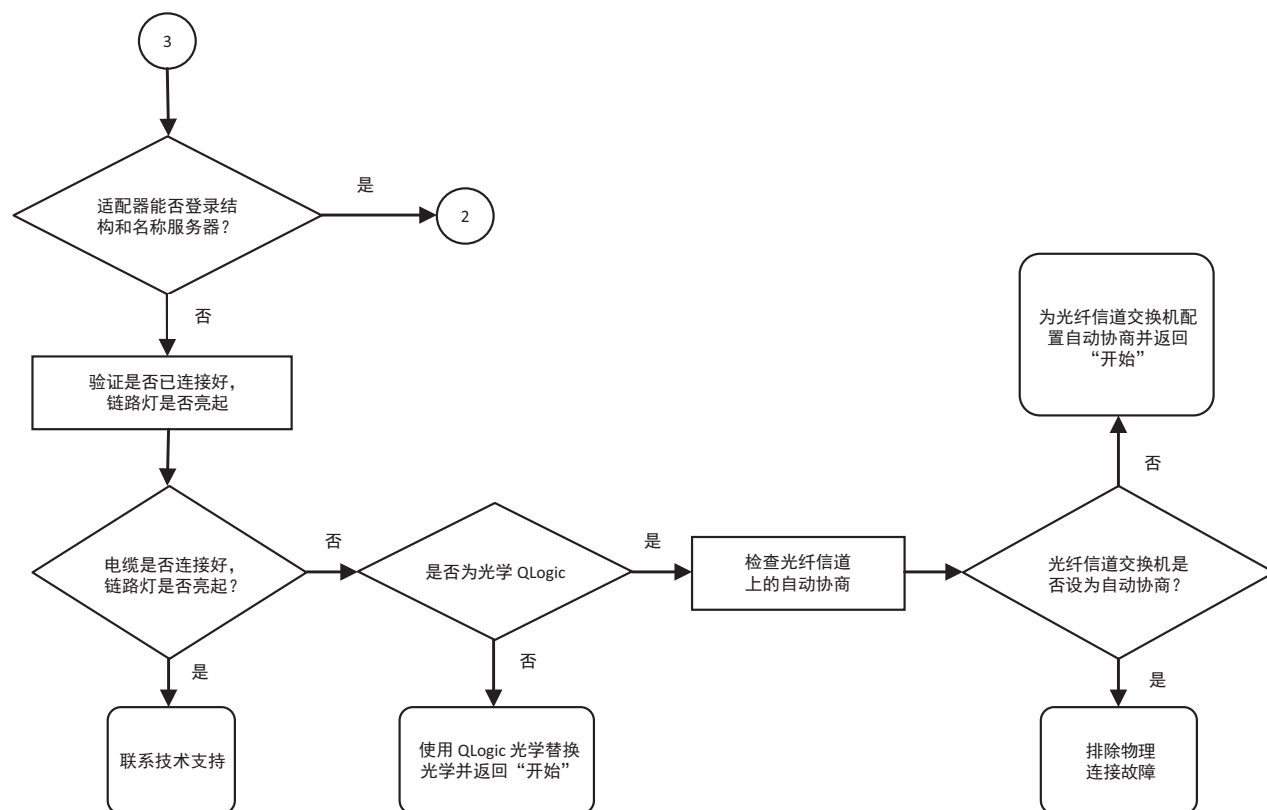 3
适配器能否登录结
构和名称服务器？
是
2
否
验证是否已连接好，
链路灯是否亮起
电缆是否连接好，
链路灯是否亮起？
否
是
联系技术支持
是否为光学 QLogic
是
否
使用 QLogic 光学替换
光学并返回“开始”
检查光纤信道
上的自动协商
光纤信道交换机是
否设为自动协商？
否
为光纤信道交换机配
置自动协商并返回
“开始”
是
排除物理
连接故障